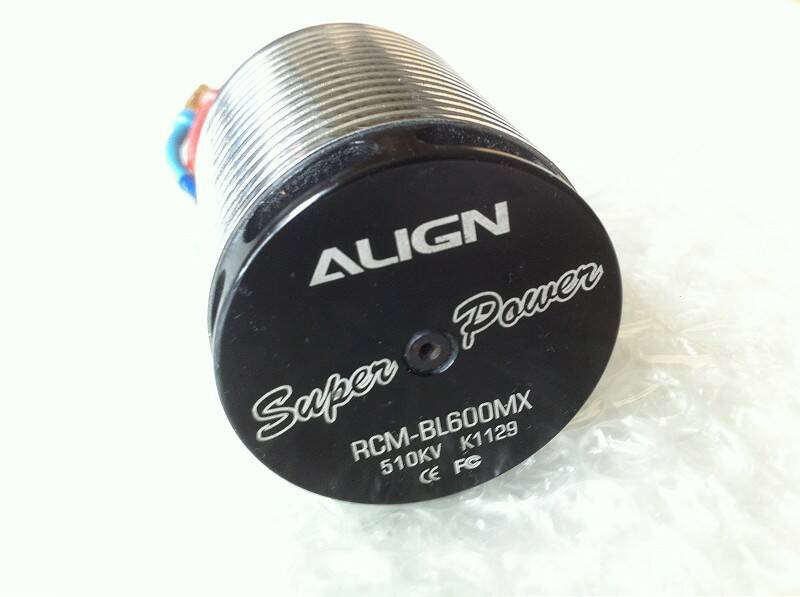 ALIGN
Super Power
RCM-BL600MX
510KV K1129
CE FC